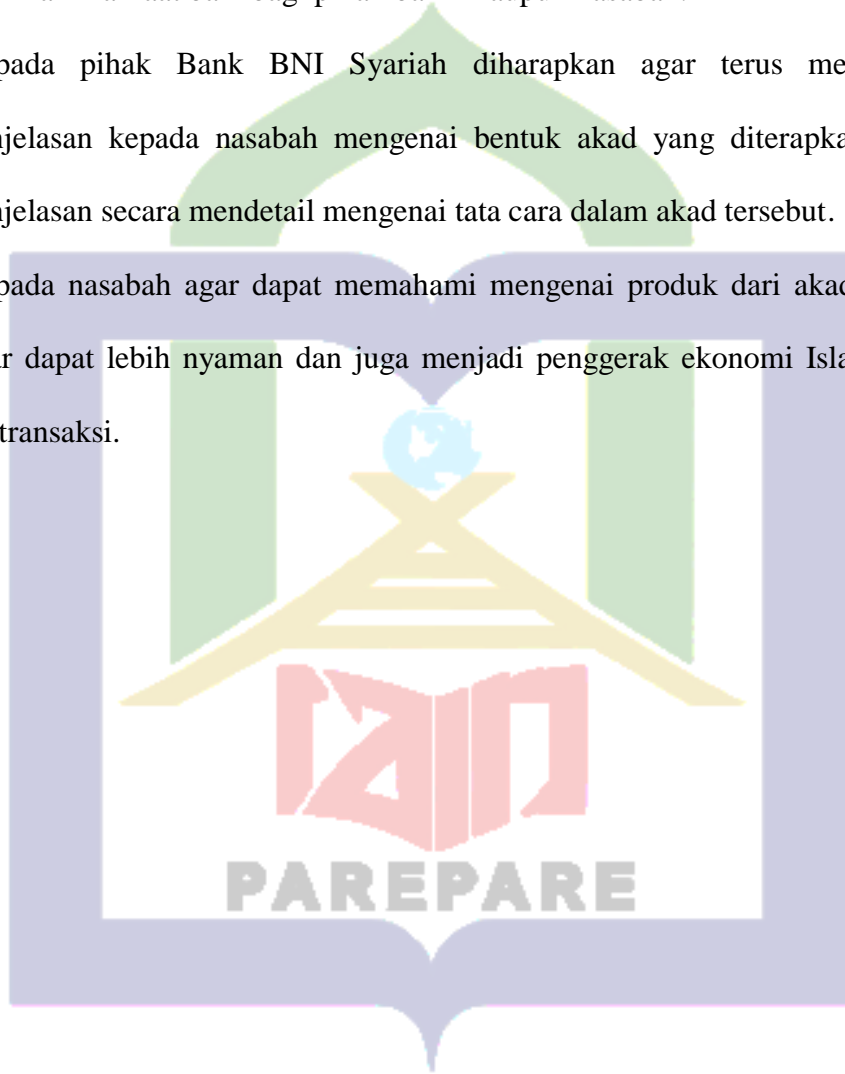 pada pihak Bank BNI Syariah diharapkan agar terus me
njelasan kepada nasabah mengenai bentuk akad yang diterapka
njelasan secara mendetail mengenai tata cara dalam akad tersebut.
pada nasabah agar dapat memahami mengenai produk dari akad
ar dapat lebih nyaman dan juga menjadi penggerak ekonomi Isla
transaksi.
iain
PAREPARE